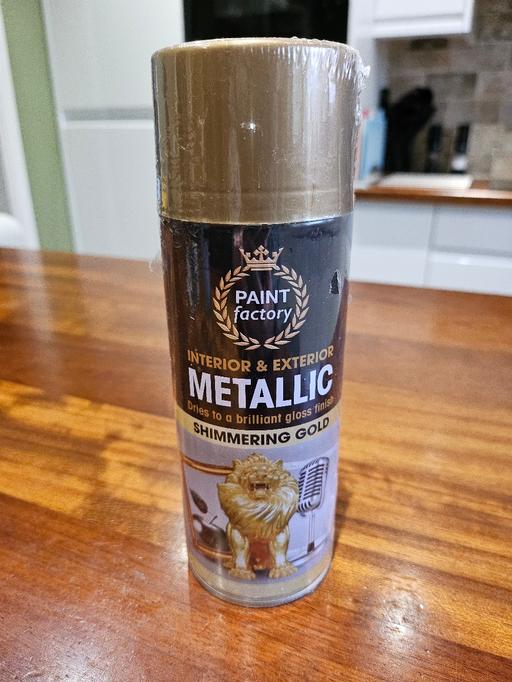 PAINT
factory
INTERIOR & EXTERIOR
METALLIC
Dries to a brilliant gloss finish
SHIMMERING GOLD